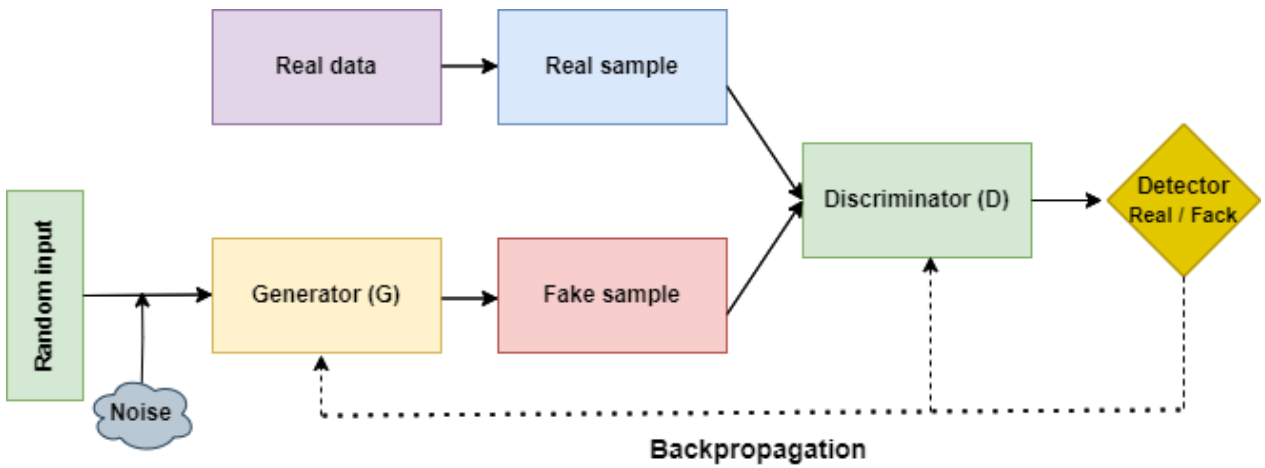 Real data
Real sample
Discriminator (D)
Detector
Real / Fack
Random input
Generator (G)
Fake sample
Noise
Backpropagation